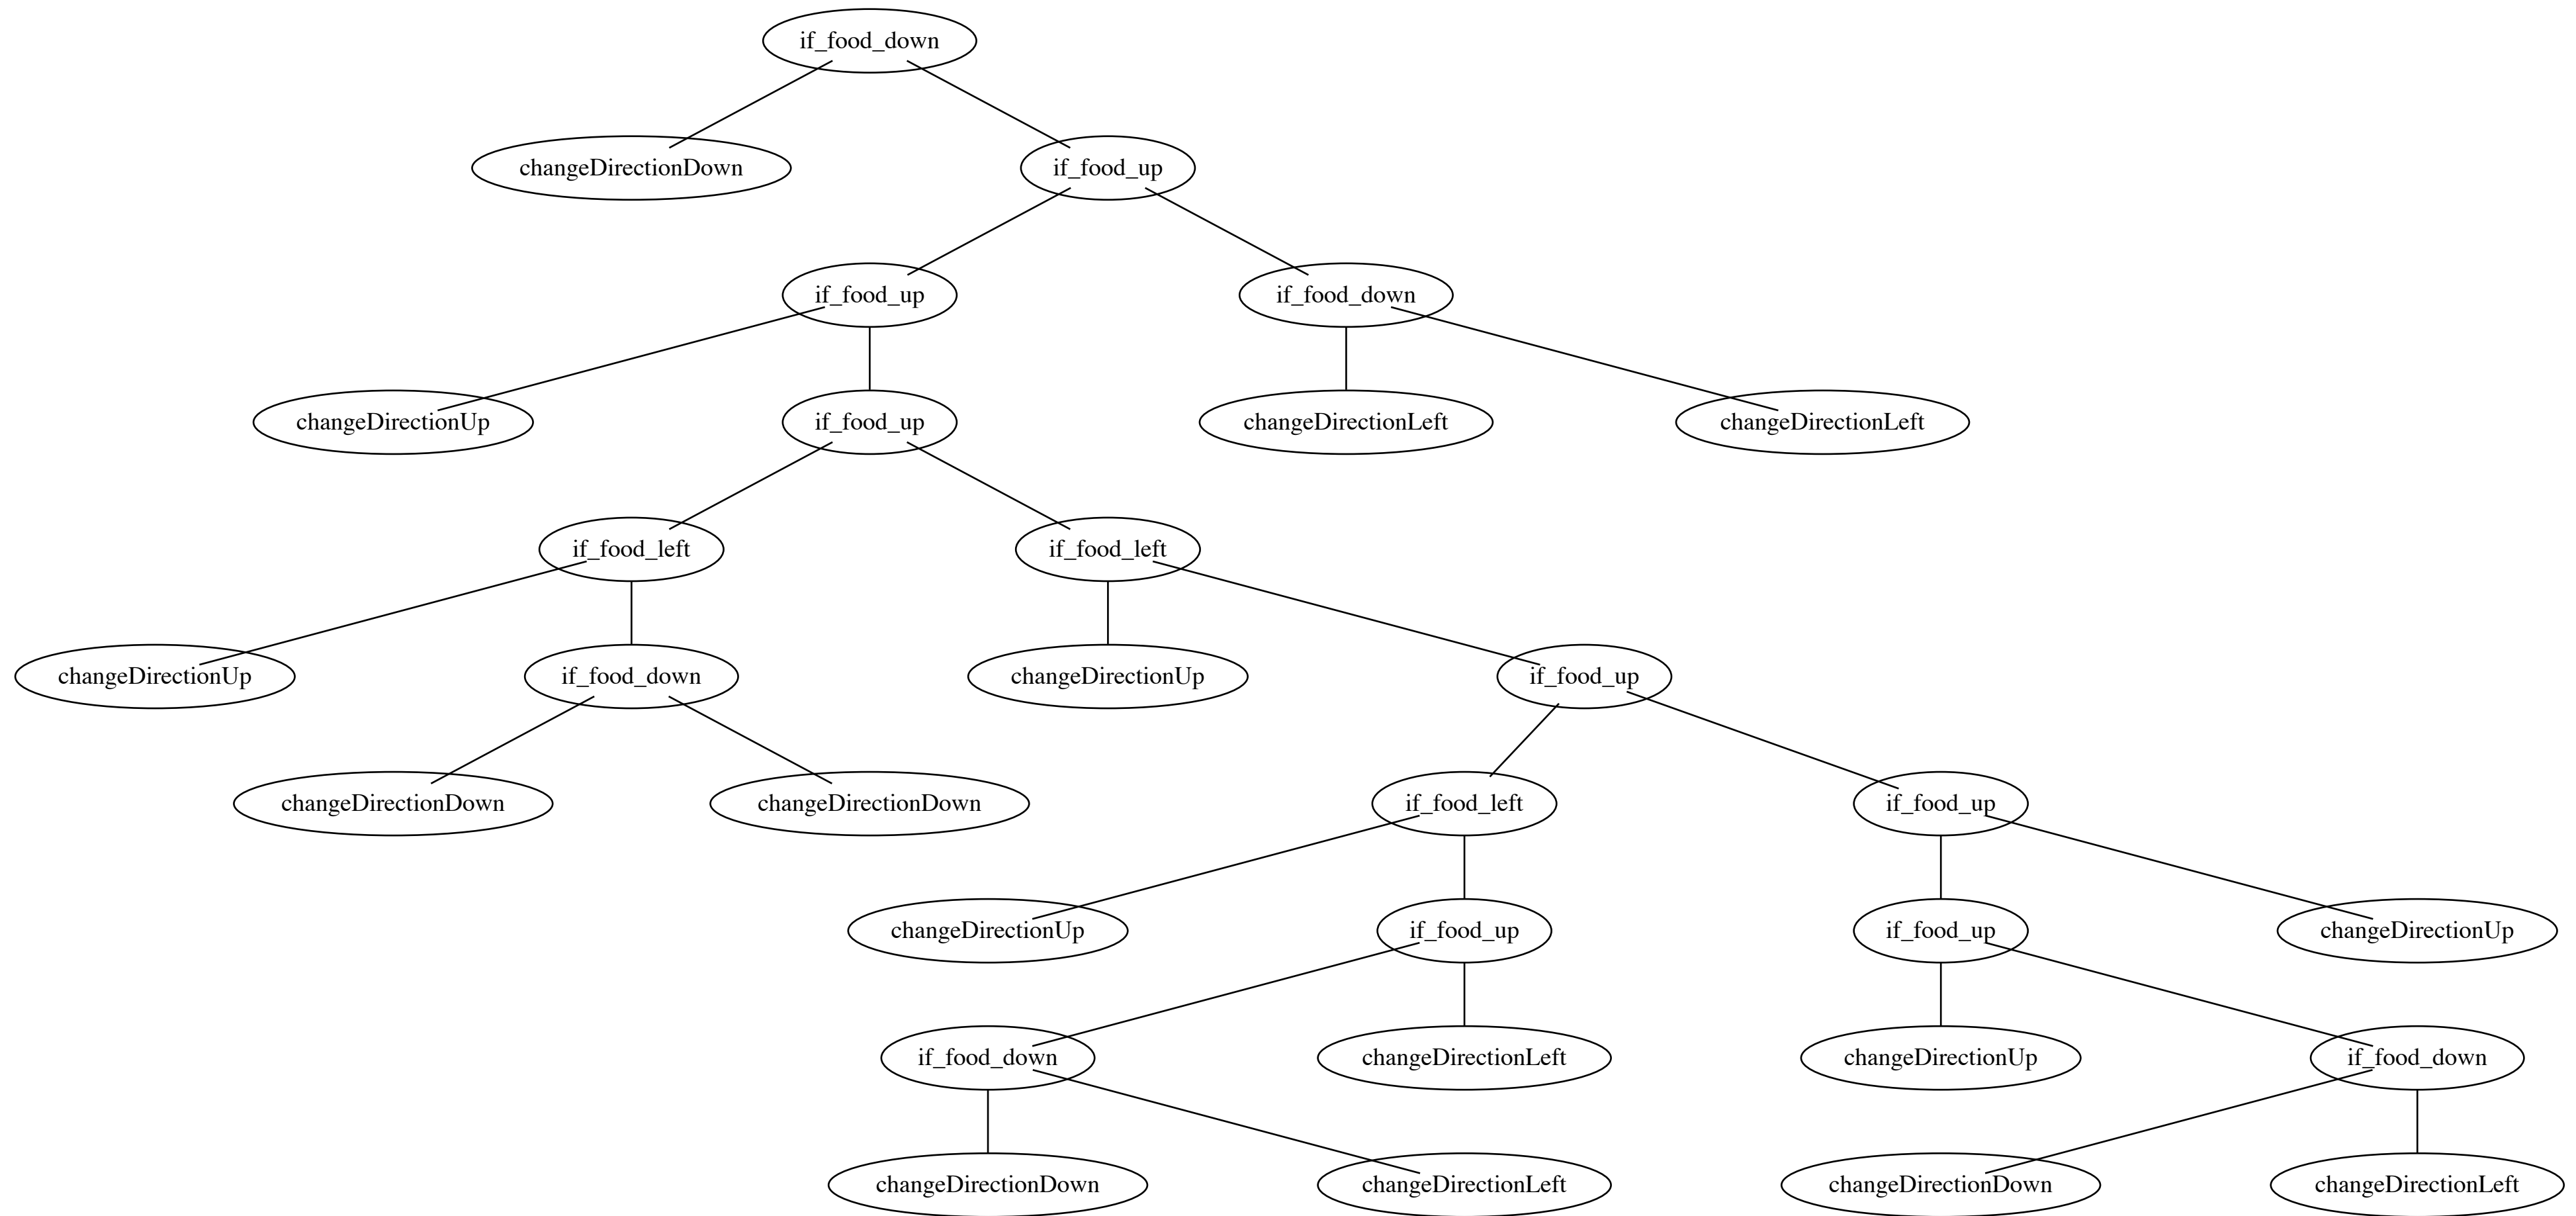 if_food_down
changeDirectionDown
if_food_up
if_food_up
if_food_down
changeDirectionUp
if_food_up
changeDirectionLeft
changeDirectionLeft
if_food_left
if_food_left
changeDirectionUp
if_food_down
changeDirectionUp
if_food_up
changeDirectionDown
changeDirectionDown
if_food_left
if_food_up
changeDirectionUp
if_food_up
if_food_up
changeDirectionUp
if_food_down
changeDirectionLeft
changeDirectionUp
if_food_down
changeDirectionDown
changeDirectionLeft
changeDirectionDown
changeDirectionLeft